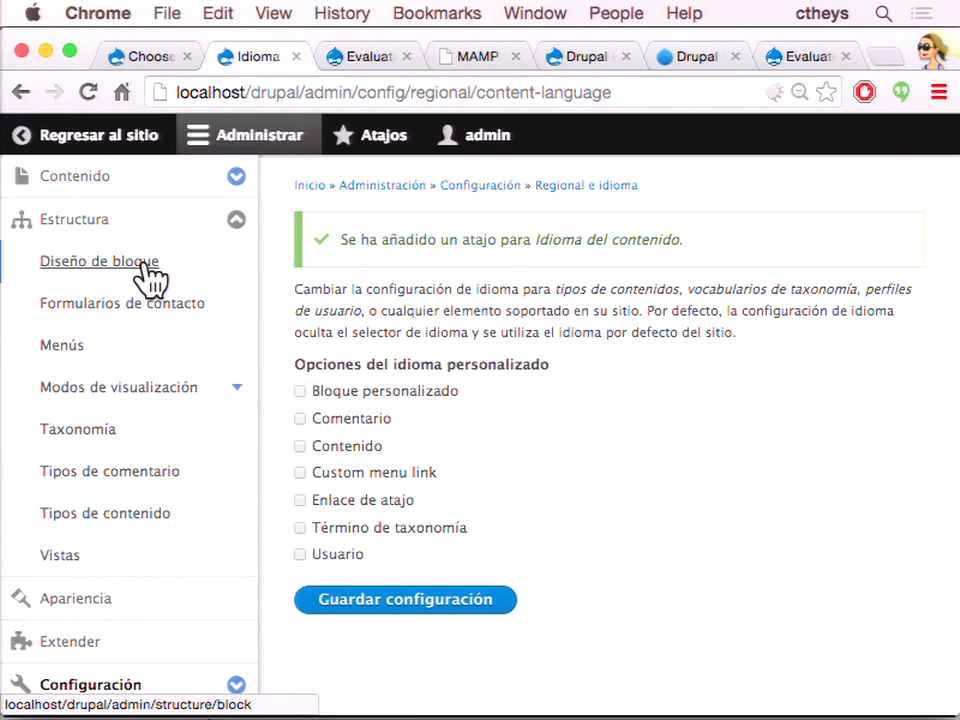 Chrome File Edit View History Bookmarks Window People Help ctheys
Choose Idioma Evaluat MAMP Drupal Drupal Evaluat
localhost/drupal/admin/config/regional/content-language
Regresar al sitio Administrar Atajos admin
Contenido
Estructura
Diseño de bloque
Formularios de contacto
Menús
Modos de visualización
Taxonomía
Tipos de comentario
Tipos de contenido
Vistas
Apariencia
Extender
Configuración
localhost/drupal/admin/structure/block
Inicio » Administración » Configuración » Regional e idioma
Se ha añadido un atajo para Idioma del contenido.
Cambiar la configuración de idioma para tipos de contenidos, vocabularios de taxonomía, perfiles
de usuario, o cualquier elemento soportado en su sitio. Por defecto, la configuración de idioma
oculta el selector de idioma y se utiliza el idioma por defecto del sitio.
Opciones del idioma personalizado
Bloque personalizado
Comentario
Contenido
Custom menu link
Enlace de atajo
Término de taxonomía
Usuario
Guardar configuración